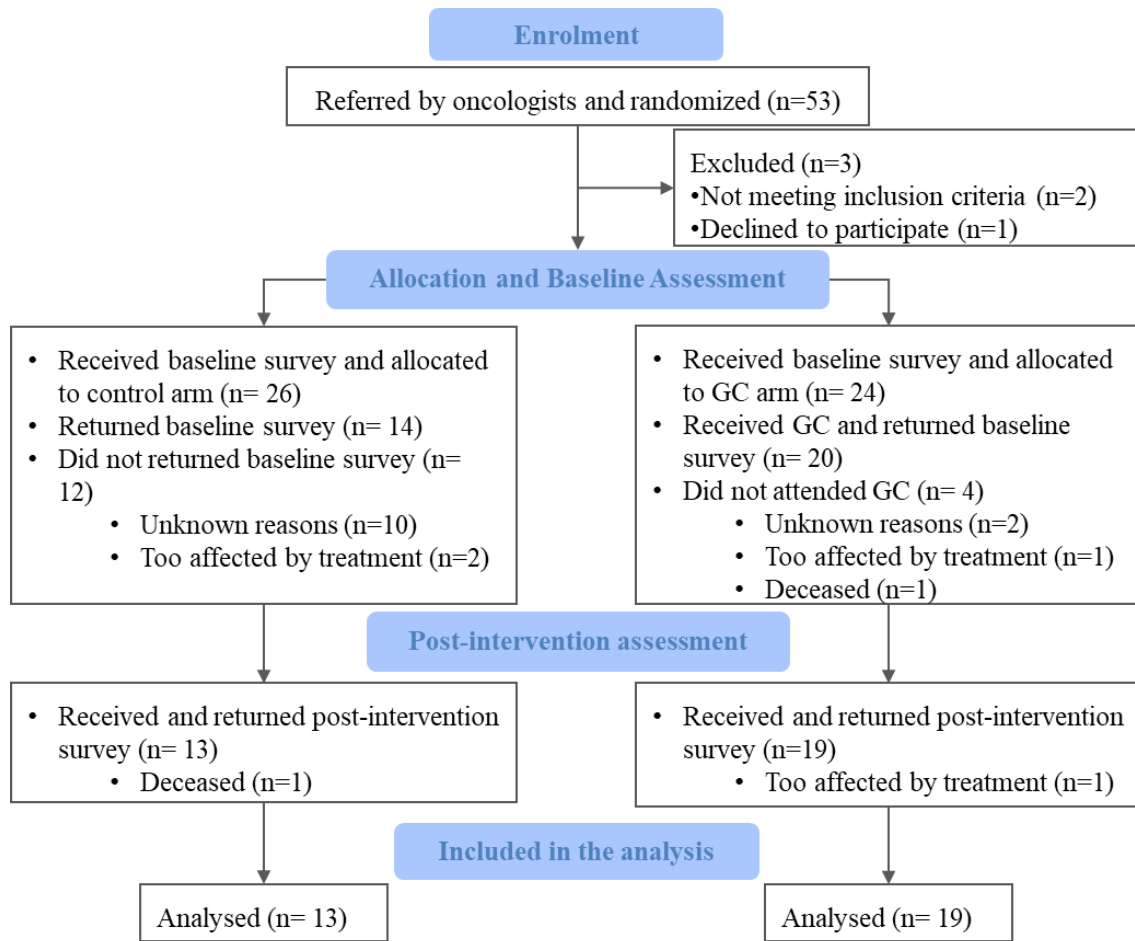 Enrolment
Referred by oncologists and randomized (n=53)
Excluded (n=3)
•Not meeting inclusion criteria (n=2)
•Declined to participate (n=1)
Allocation and Baseline Assessment
• Received baseline survey and allocated
to control arm (n= 26)
• Returned baseline survey (n= 14)
• Did not returned baseline survey (n=
12)
• Unknown reasons (n=10)
• Too affected by treatment (n=2)
• Received baseline survey and allocated
to GC arm (n= 24)
• Received GC and returned baseline
survey (n= 20)
• Did not attended GC (n= 4)
• Unknown reasons (n=2)
• Too affected by treatment (n=1)
• Deceased (n=1)
Post-intervention assessment
• Received and returned post-intervention
survey (n= 13)
• Deceased (n=1)
• Received and returned post-intervention
survey (n=19)
• Too affected by treatment (n=1)
Included in the analysis
Analysed (n= 13)
Analysed (n= 19)